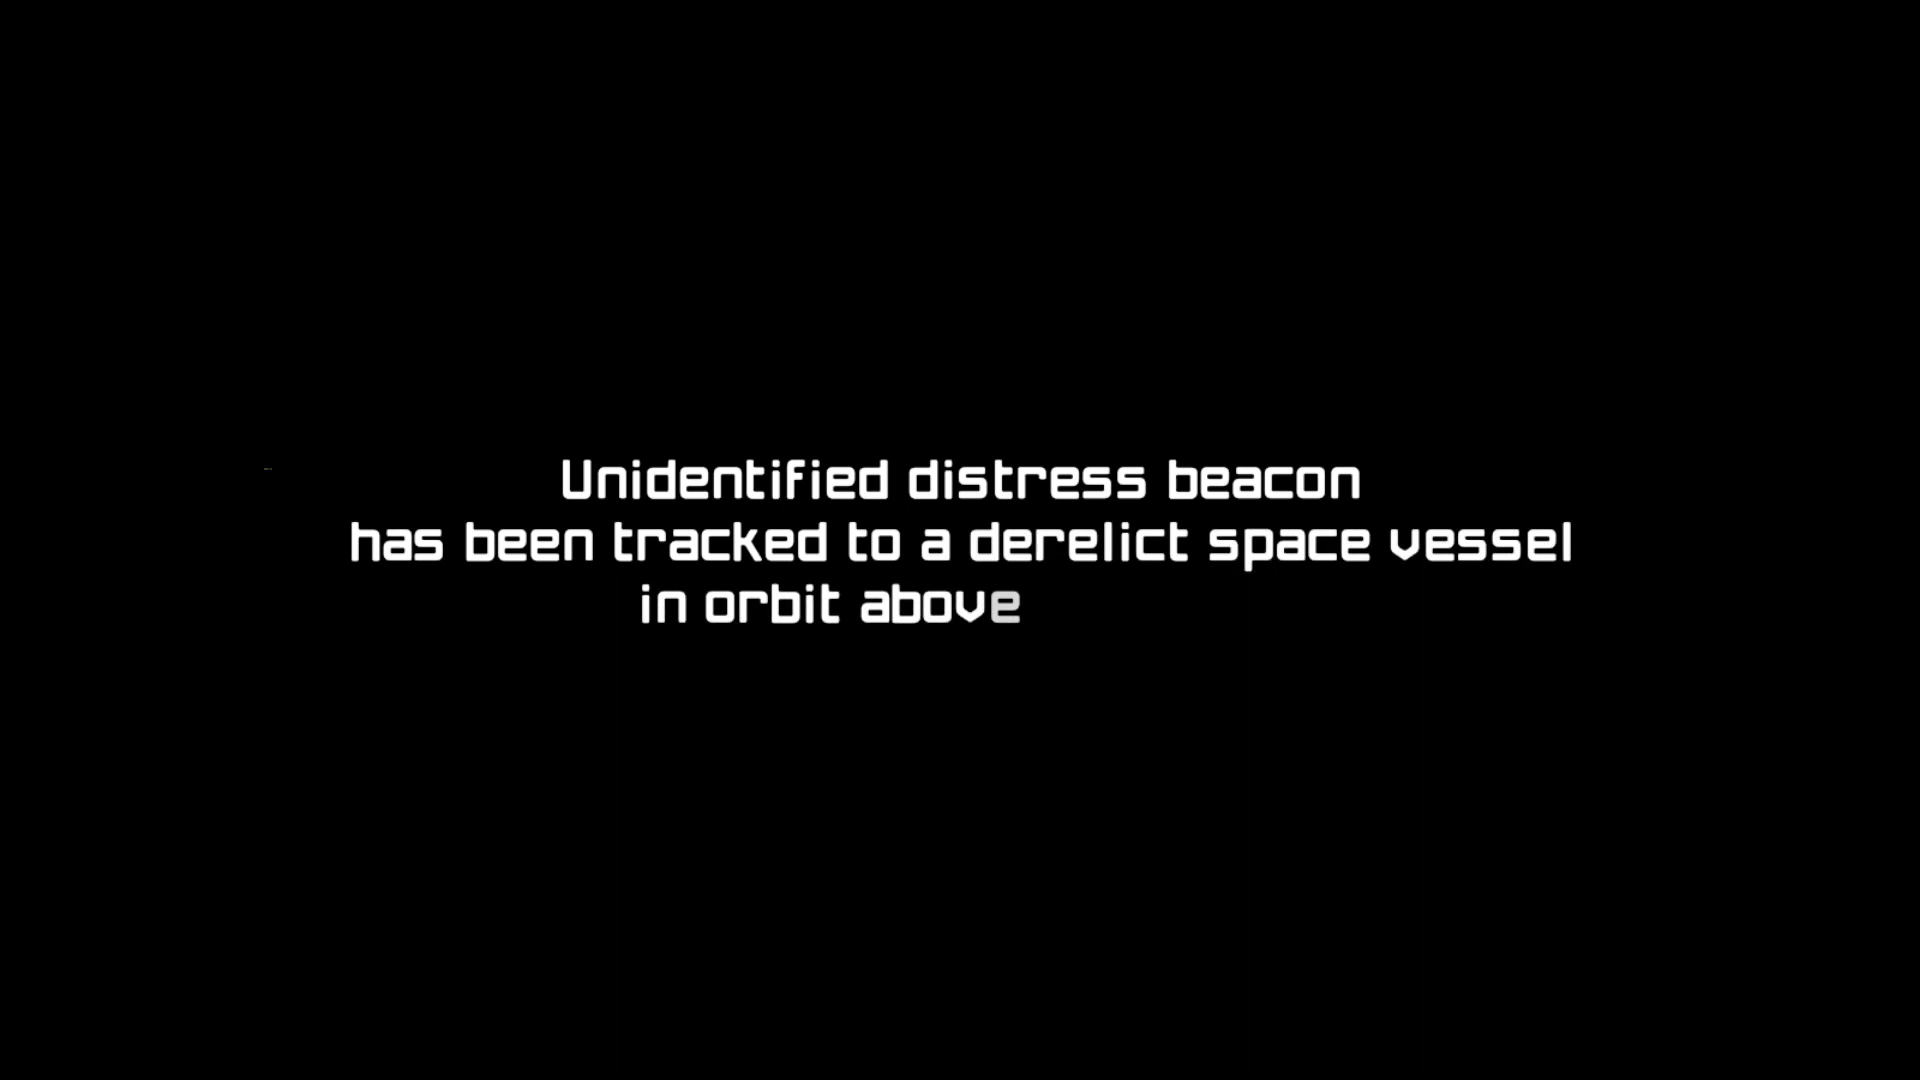 Unidentified distress beacon
has been tracked to a derelict space vessel
in orbit above